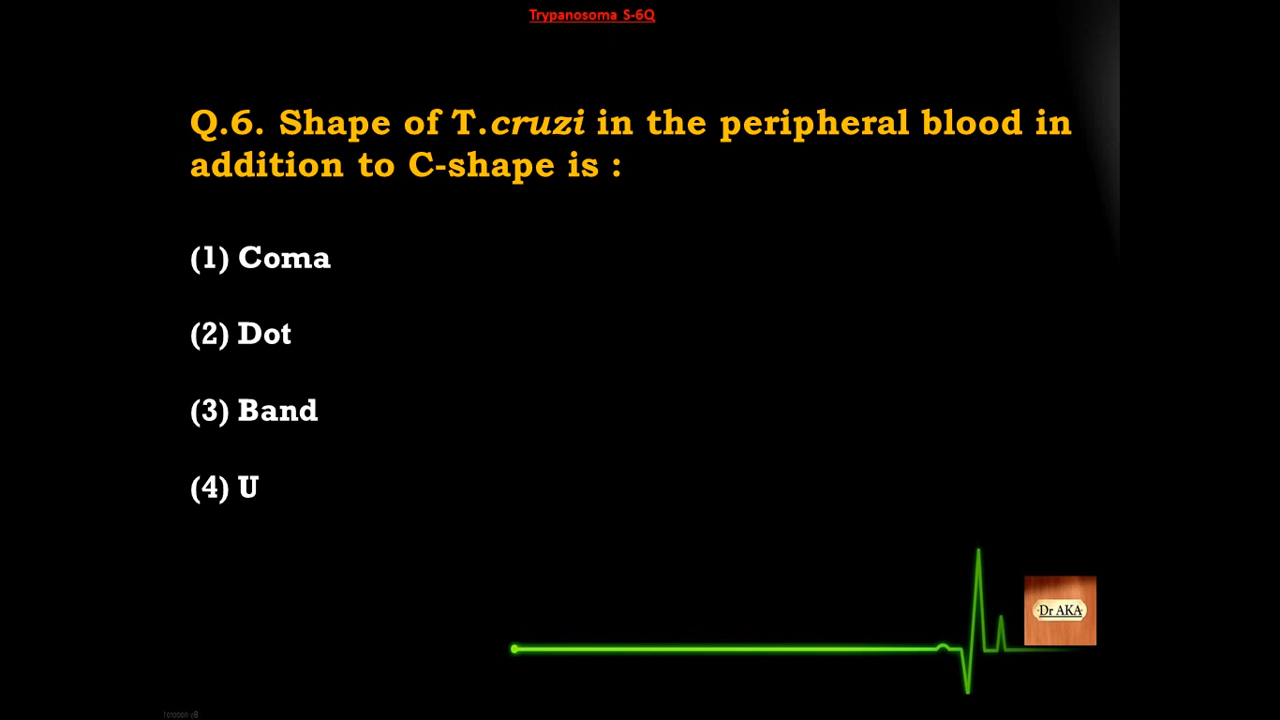 Trypanosoma S-6Q
Q.6. Shape of T.cruzi in the peripheral blood in
addition to C-shape is :
(1) Coma
(2) Dot
(3) Band
(4) U
Dr AKA